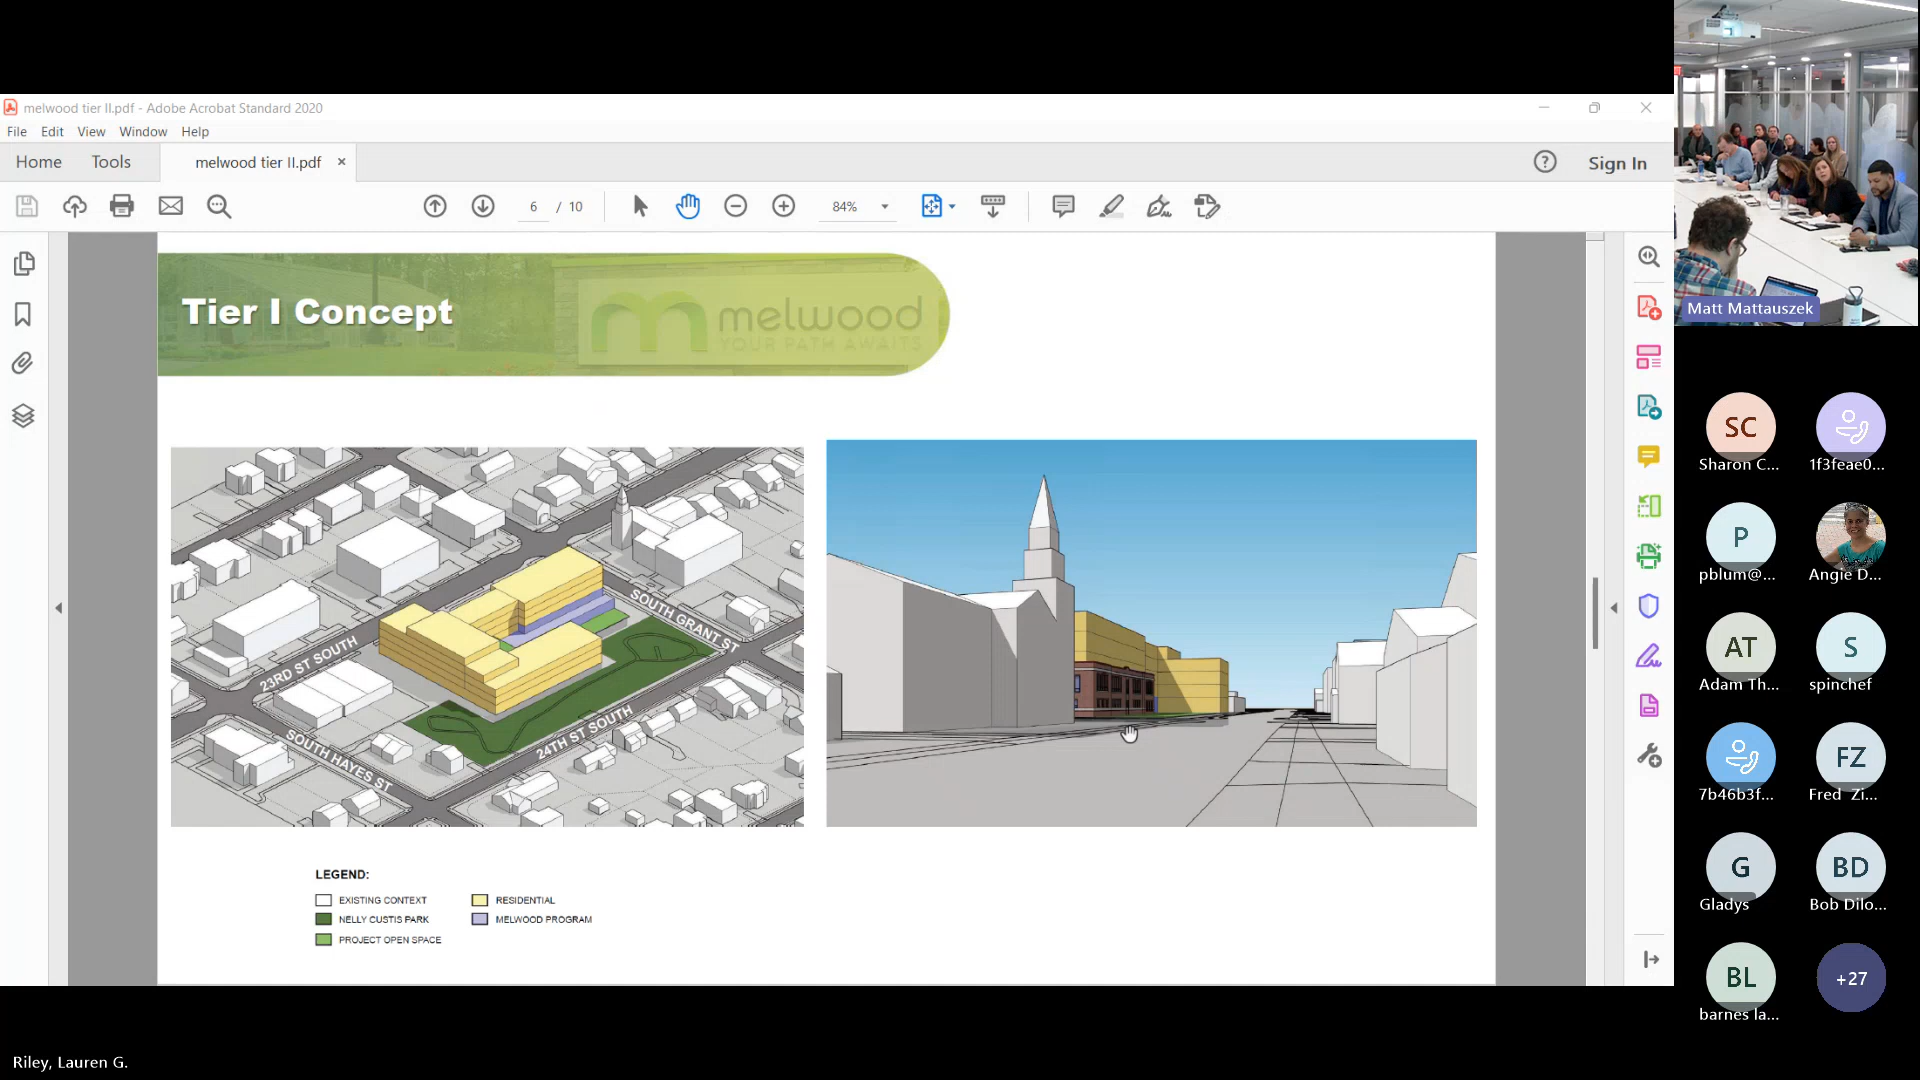 melwood tier II.pdf - Adobe Acrobat Standard 2020
File Edit View Window Help
Home Tools melwood tier II.pdf × Sign In
6 / 10 84%
Tier I Concept
melwood
YOUR PATH AWAITS
23RD ST SOUTH
SOUTH GRANT ST
SOUTH HAYES ST
24TH ST SOUTH
LEGEND:
EXISTING CONTEXT
NELLY CUSTIS PARK
PROJECT OPEN SPACE
RESIDENTIAL
MELWOOD PROGRAM
Matt Mattauszek
SC
Sharon C...
1f3feae0...
P
pblum@...
Angie D...
AT
Adam Th...
S
spinchef
7b46b3f...
FZ
Fred Zi...
G
Gladys
BD
Bob Dilo...
BL
barnes la...
+27
Riley, Lauren G.